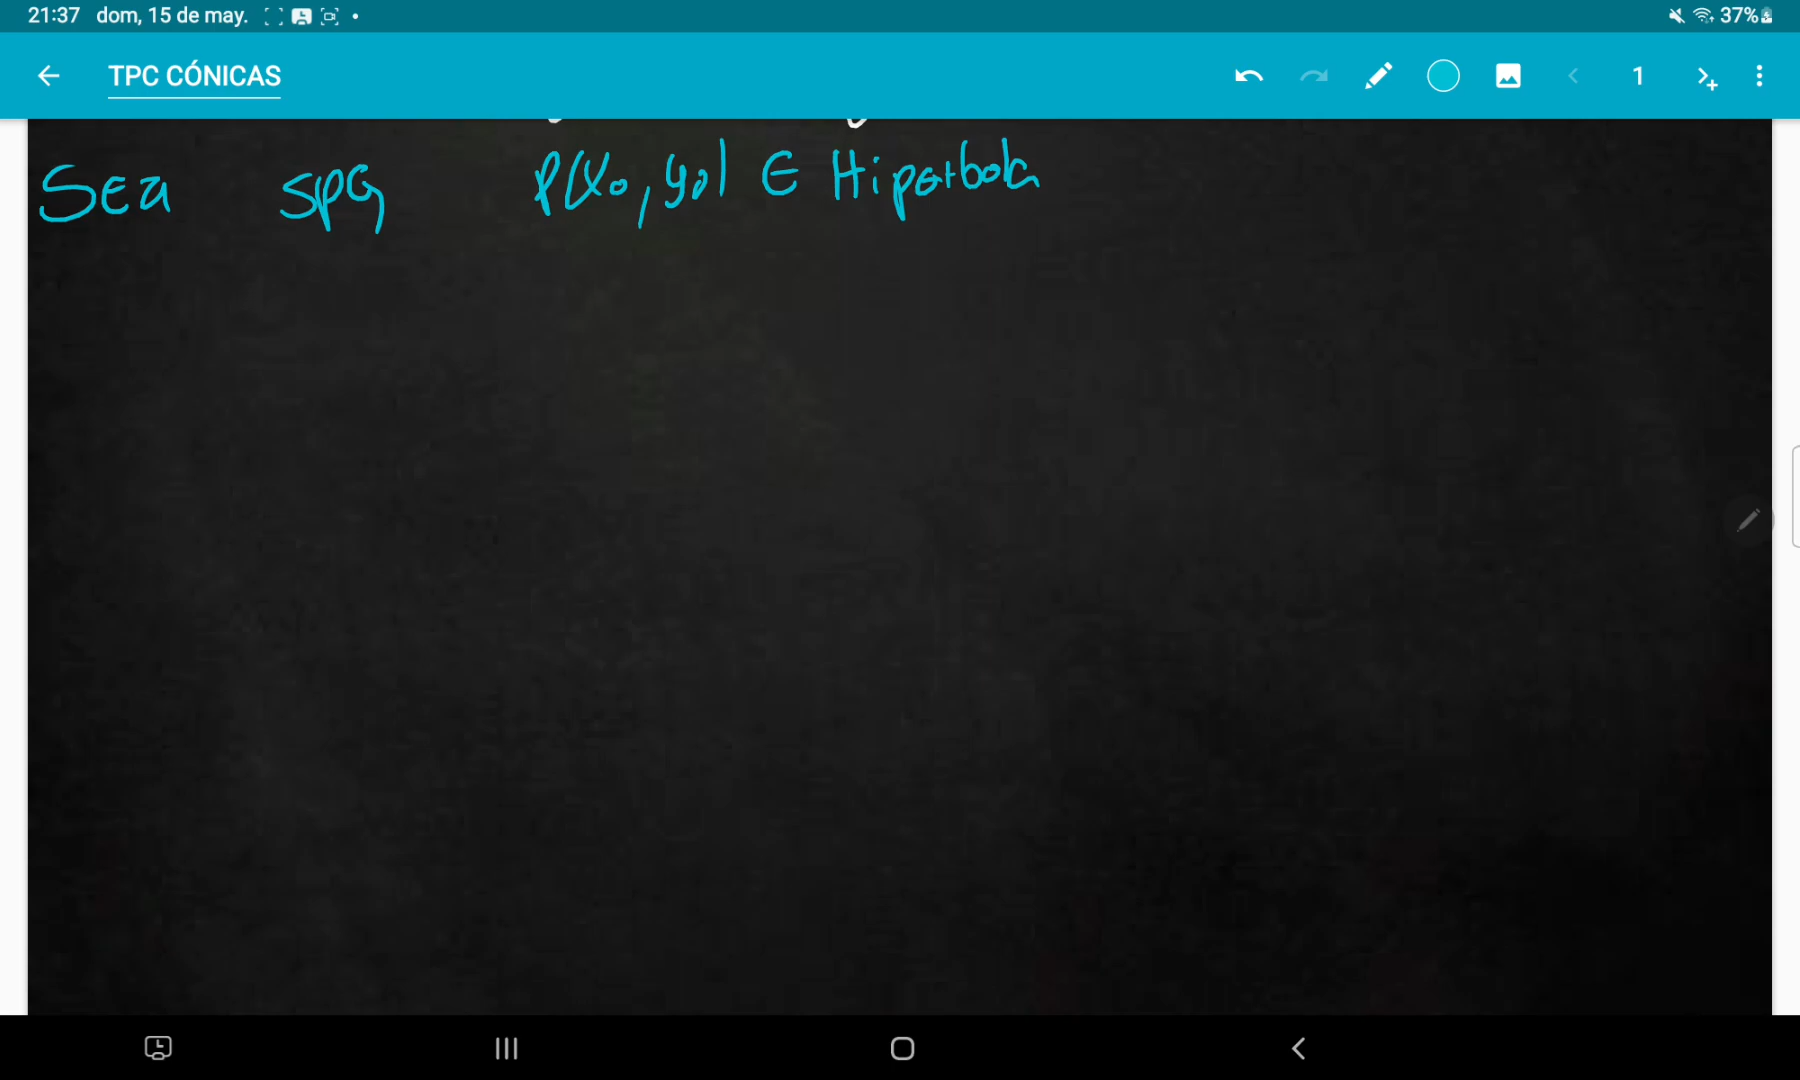 21:37 dom, 15 de may. 37%
TPC CÓNICAS 1
Sea SPG P(x₀, y₀) ∈ Hiperbola